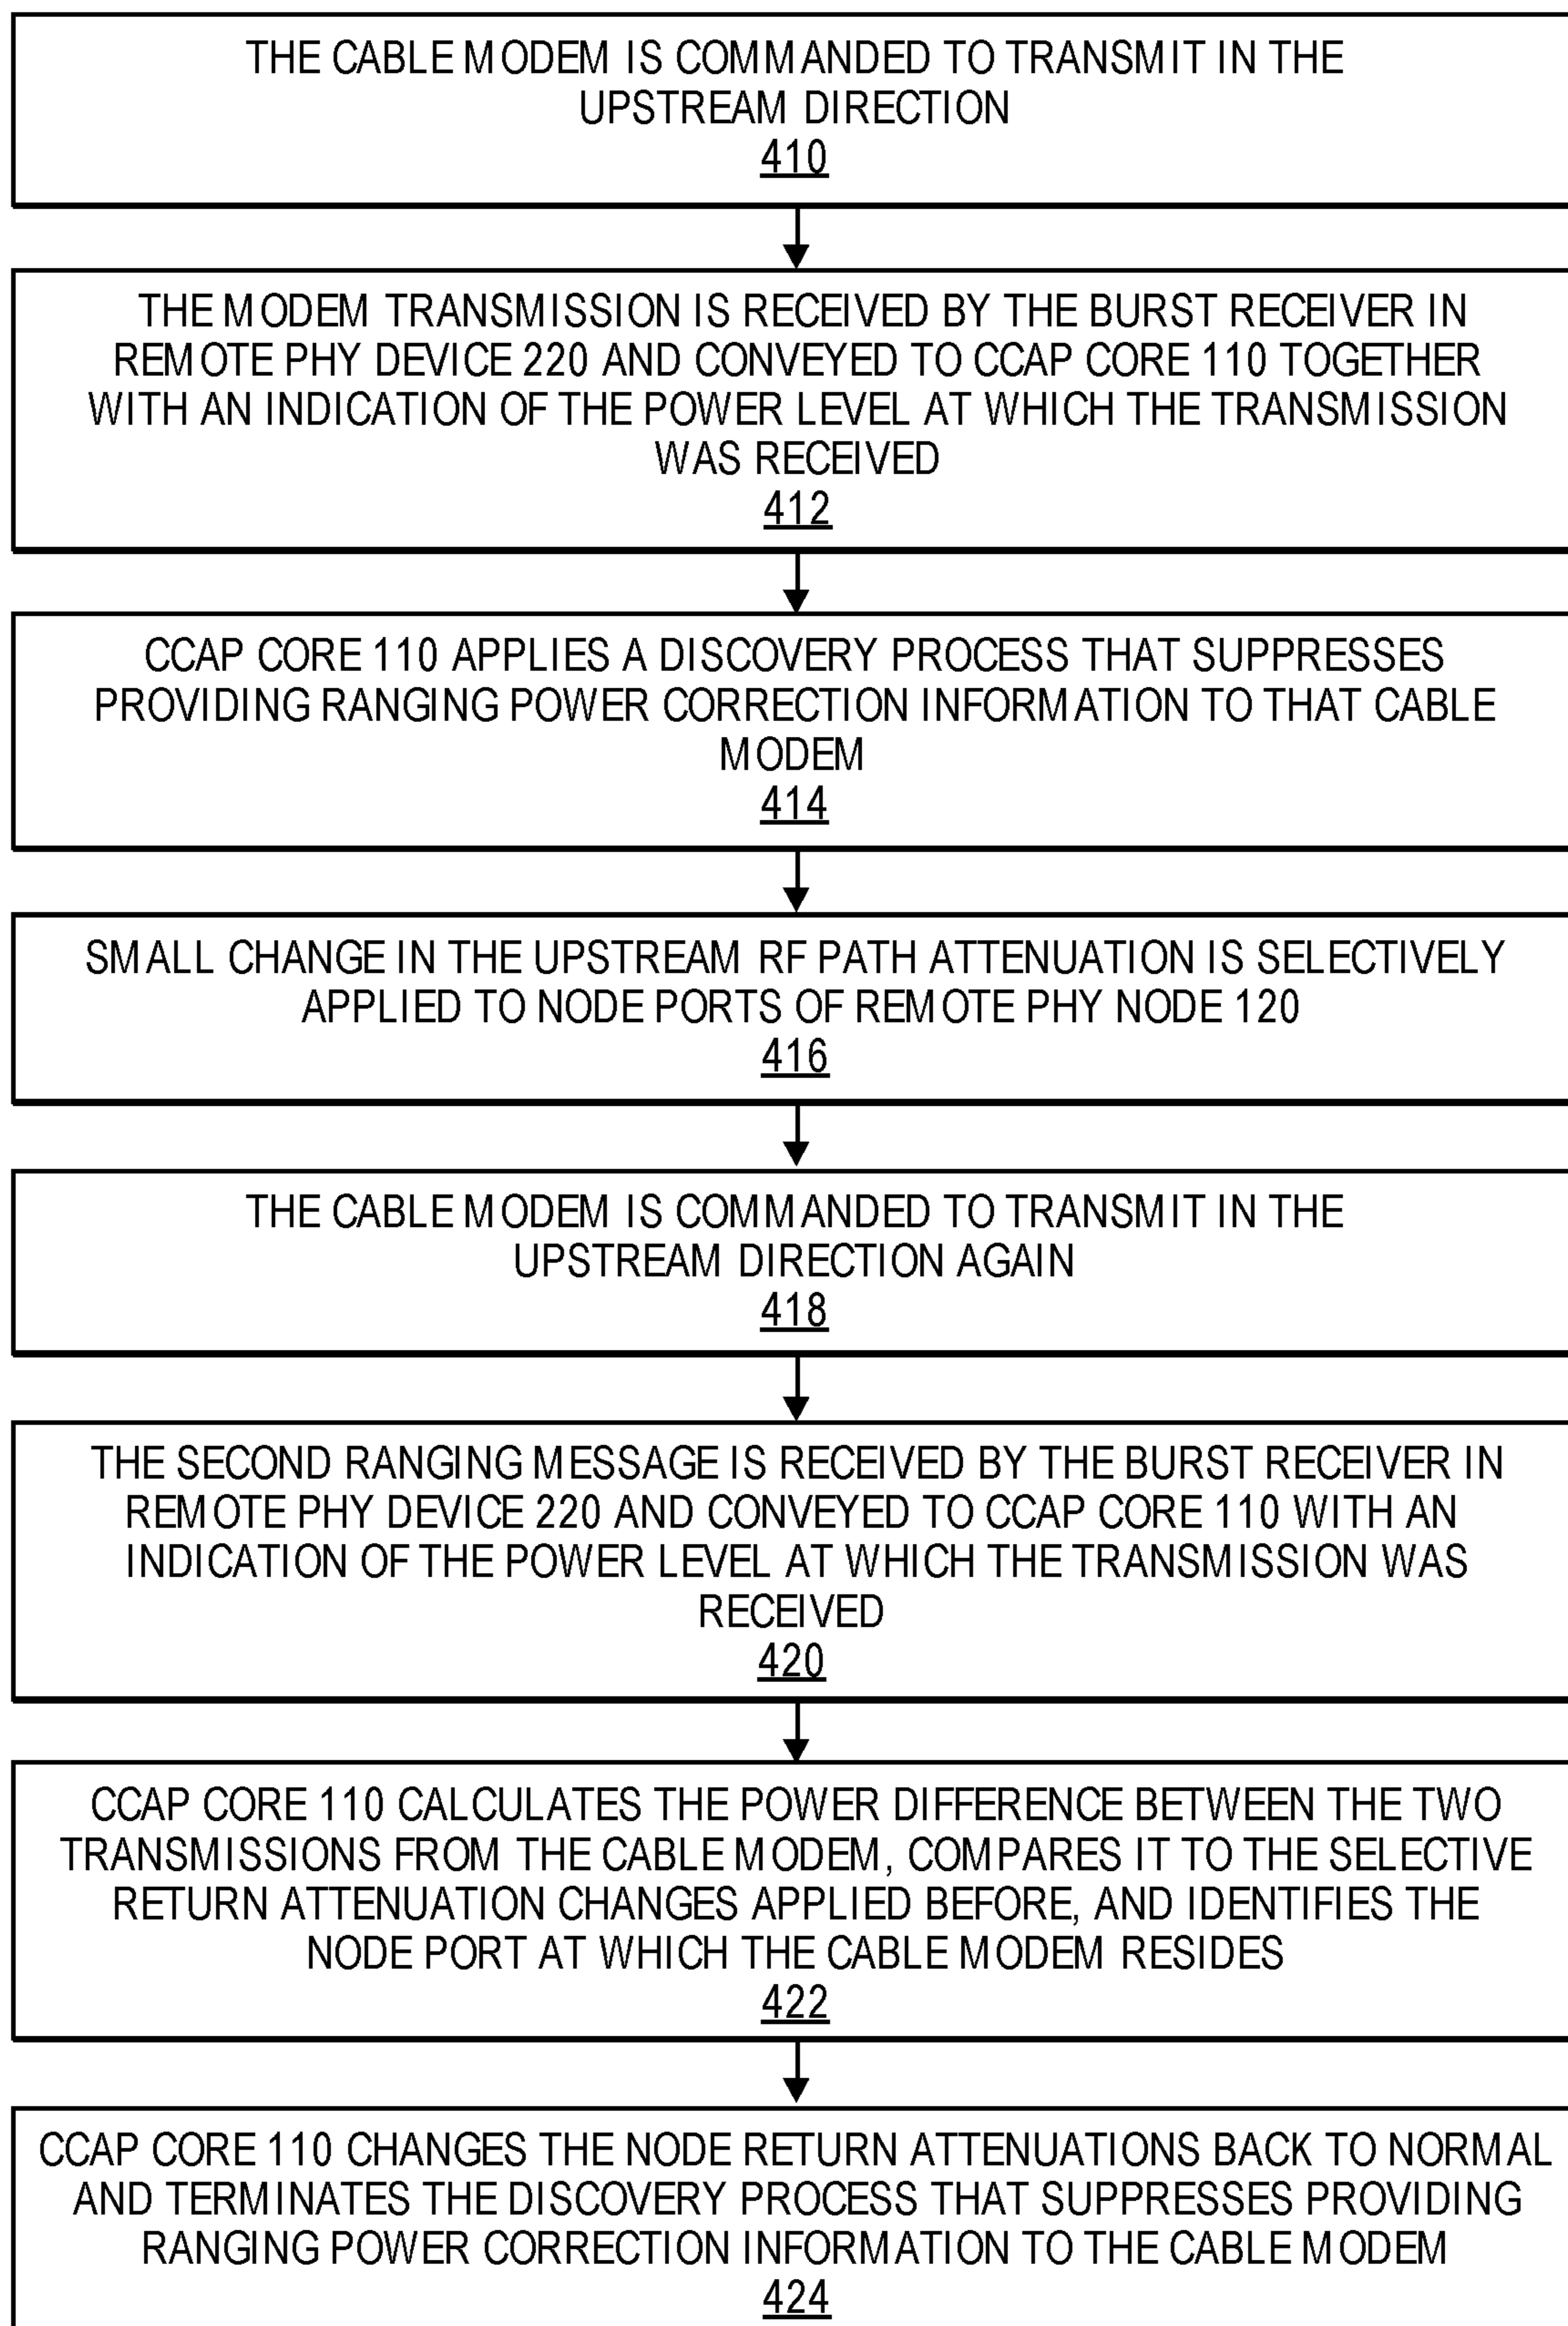 THE CABLE MODEM IS COMMANDED TO TRANSMIT IN THE
UPSTREAM DIRECTION
410
THE MODEM TRANSMISSION IS RECEIVED BY THE BURST RECEIVER IN
REMOTE PHY DEVICE 220 AND CONVEYED TO CCAP CORE 110 TOGETHER
WITH AN INDICATION OF THE POWER LEVEL AT WHICH THE TRANSMISSION
WAS RECEIVED
412
CCAP CORE 110 APPLIES A DISCOVERY PROCESS THAT SUPPRESSES
PROVIDING RANGING POWER CORRECTION INFORMATION TO THAT CABLE
MODEM
414
SMALL CHANGE IN THE UPSTREAM RF PATH ATTENUATION IS SELECTIVELY
APPLIED TO NODE PORTS OF REMOTE PHY NODE 120
416
THE CABLE MODEM IS COMMANDED TO TRANSMIT IN THE
UPSTREAM DIRECTION AGAIN
418
THE SECOND RANGING MESSAGE IS RECEIVED BY THE BURST RECEIVER IN
REMOTE PHY DEVICE 220 AND CONVEYED TO CCAP CORE 110 WITH AN
INDICATION OF THE POWER LEVEL AT WHICH THE TRANSMISSION WAS
RECEIVED
420
CCAP CORE 110 CALCULATES THE POWER DIFFERENCE BETWEEN THE TWO
TRANSMISSIONS FROM THE CABLE MODEM, COMPARES IT TO THE SELECTIVE
RETURN ATTENUATION CHANGES APPLIED BEFORE, AND IDENTIFIES THE
NODE PORT AT WHICH THE CABLE MODEM RESIDES
422
CCAP CORE 110 CHANGES THE NODE RETURN ATTENUATIONS BACK TO NORMAL
AND TERMINATES THE DISCOVERY PROCESS THAT SUPPRESSES PROVIDING
RANGING POWER CORRECTION INFORMATION TO THE CABLE MODEM
424